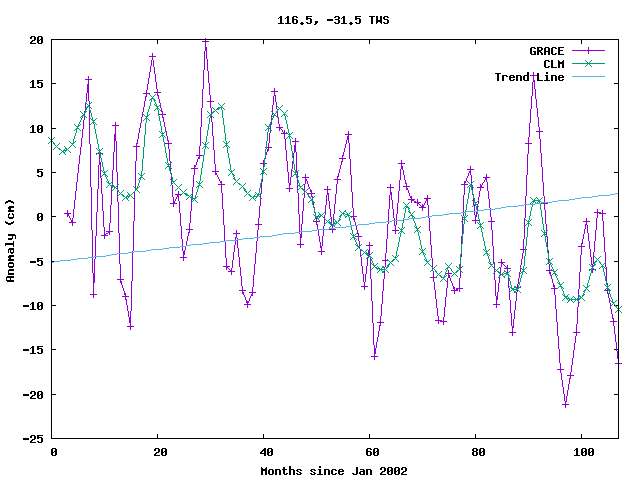 116.5, -31.5 TWS
GRACE
CLM
Trend Line
20
15
10
5
0
-5
-10
-15
-20
-25
Anomaly (cm)
0 20 40 60 80 100
Months since Jan 2002